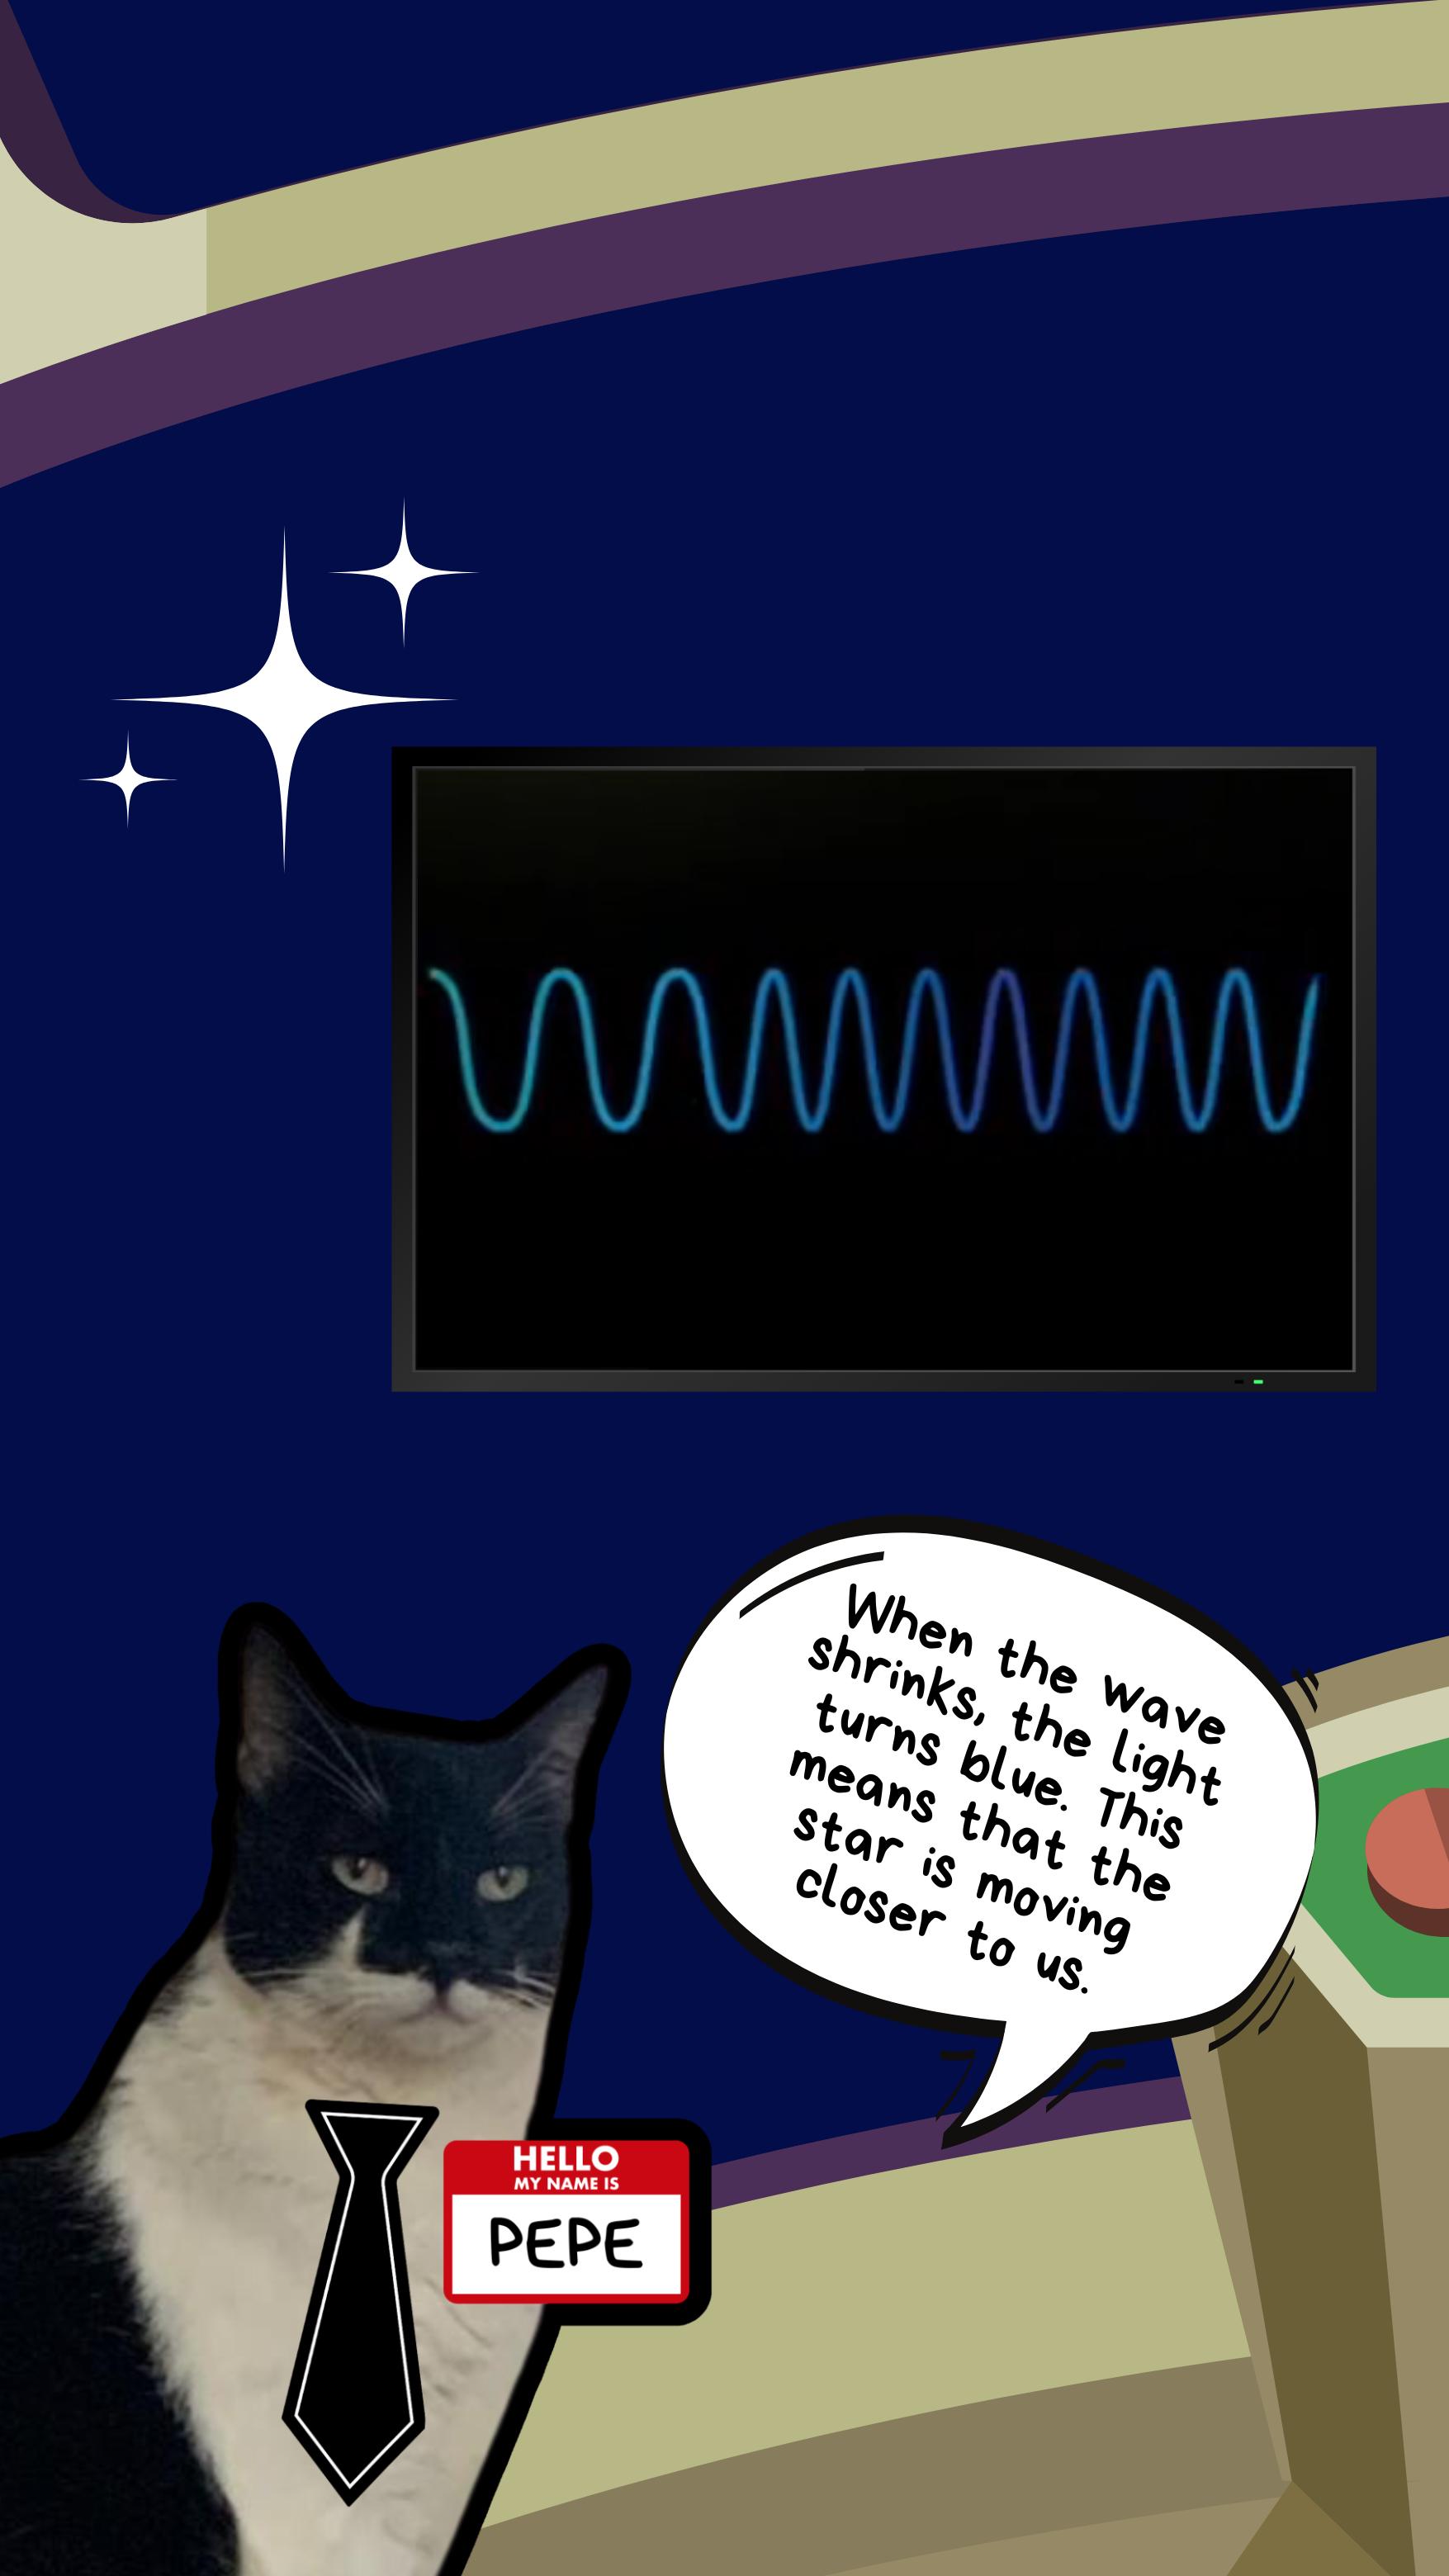 When the wave
shrinks, the light
turns blue. This
means that the
star is moving
closer to us.
HELLO
MY NAME IS
PEPE